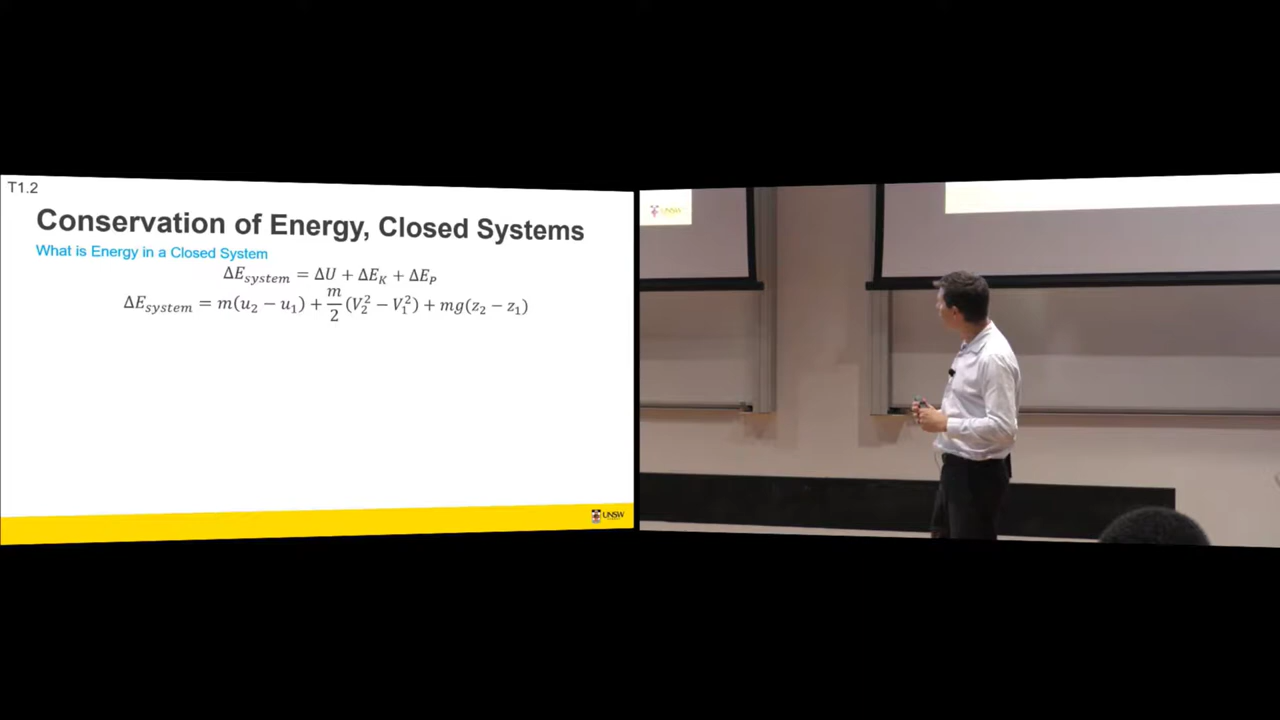 T1.2
Conservation of Energy, Closed Systems
What is Energy in a Closed System
ΔE_system = ΔU + ΔE_K + ΔE_P
ΔE_system = m(u_2 − u_1) + m/2 (V_2^2 − V_1^2) + mg(z_2 − z_1)
UNSW
UNSW